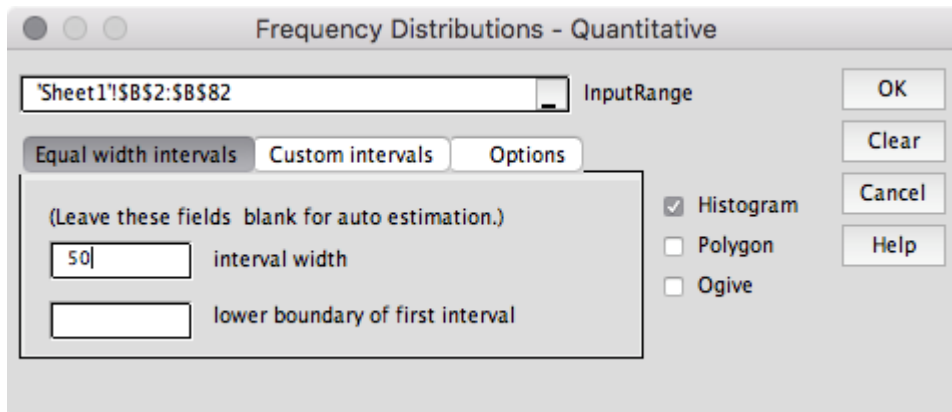 Frequency Distributions - Quantitative
'Sheet1'!$B$2:$B$82
InputRange
OK
Equal width intervals
Custom intervals
Options
Clear
(Leave these fields  blank for auto estimation.)
Histogram
Cancel
50
interval width
Polygon
Help
Ogive
lower boundary of first interval